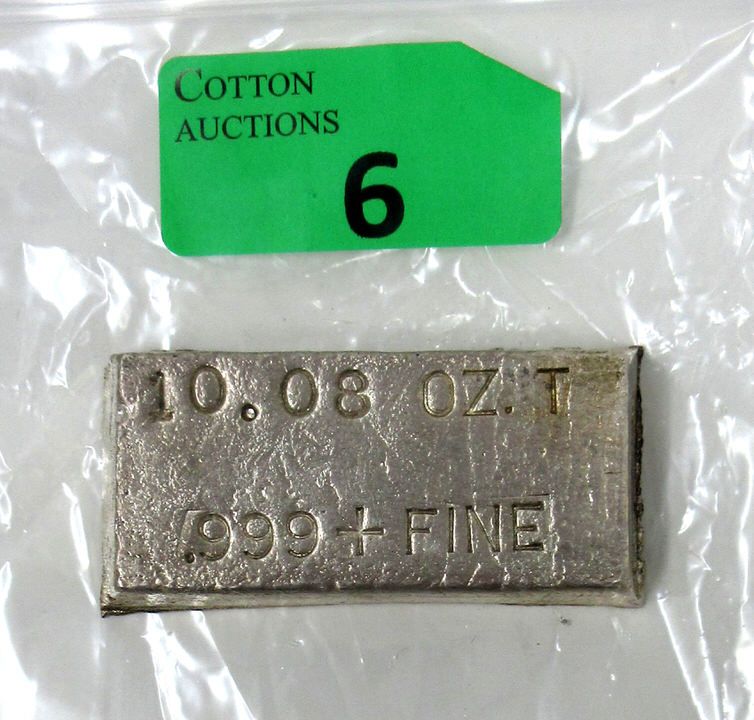 COTTON
AUCTIONS
6
10.08 OZ. T
.999+ FINE